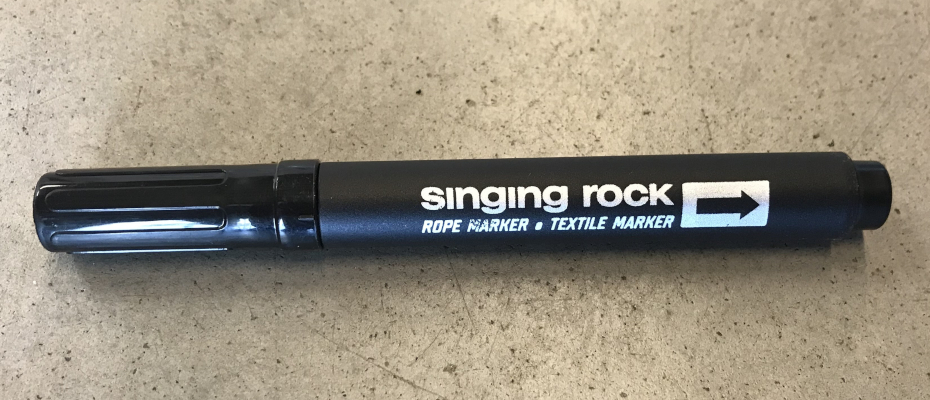 singing rock
ROPE MARKER • TEXTILE MARKER